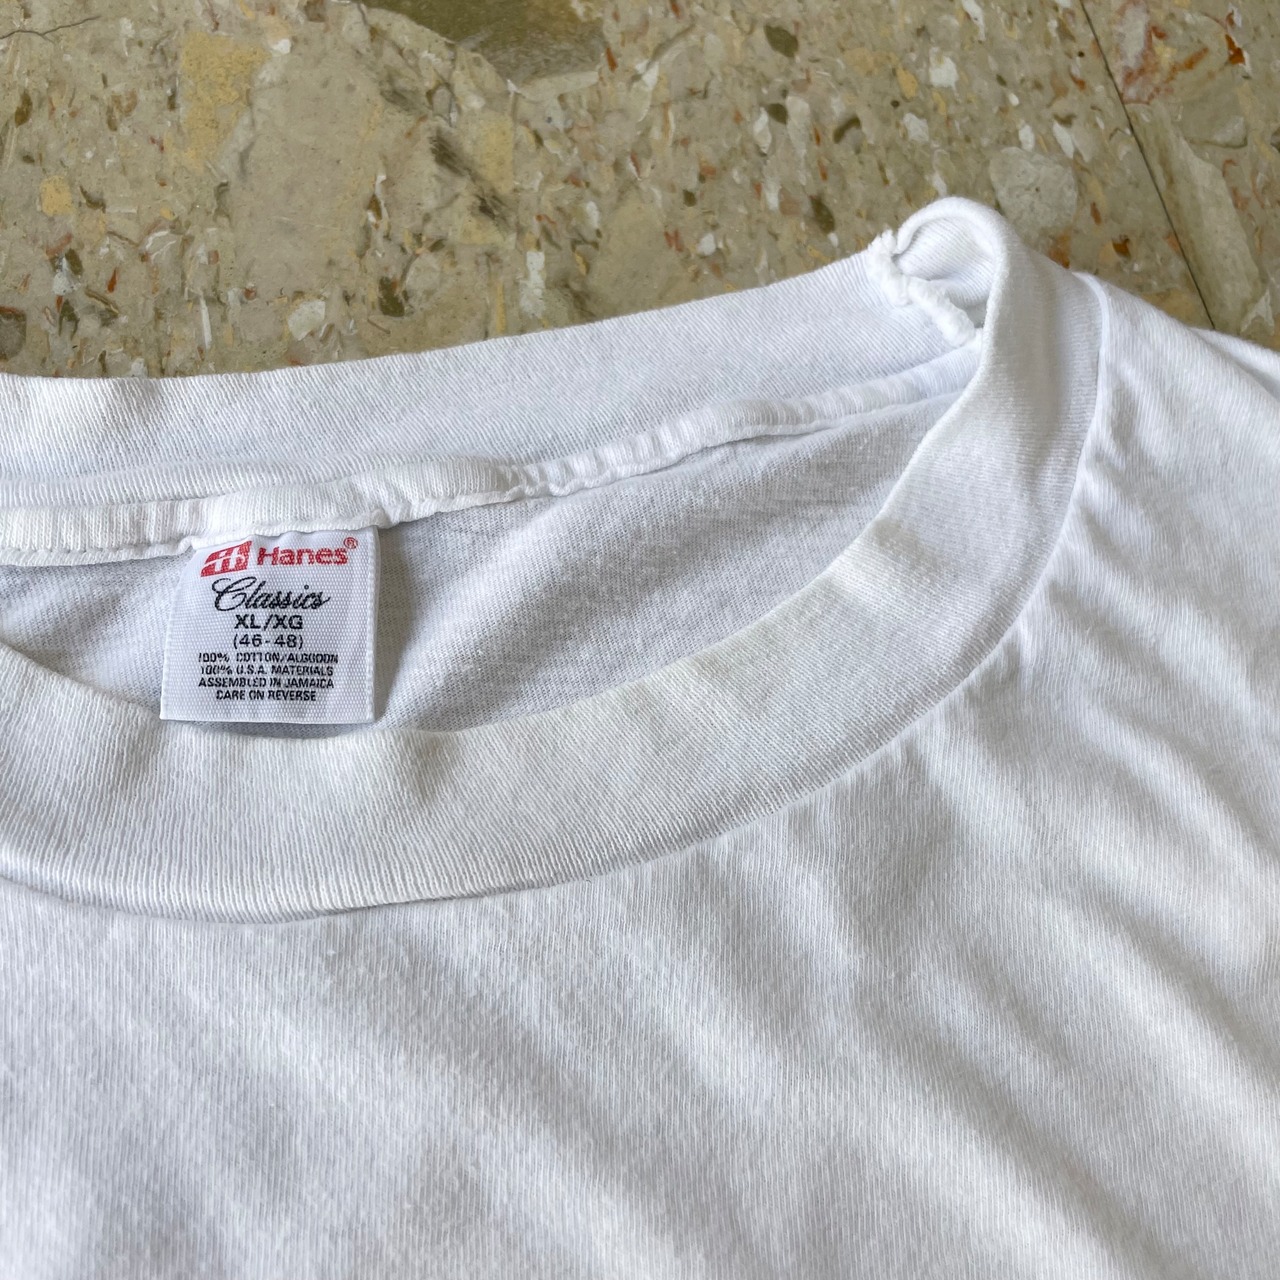 Hanes®
Classics
XL/XG
(46-48)
100% COTTON/ALGODON
100% U.S.A. MATERIALS
ASSEMBLED IN JAMAICA
CARE ON REVERSE